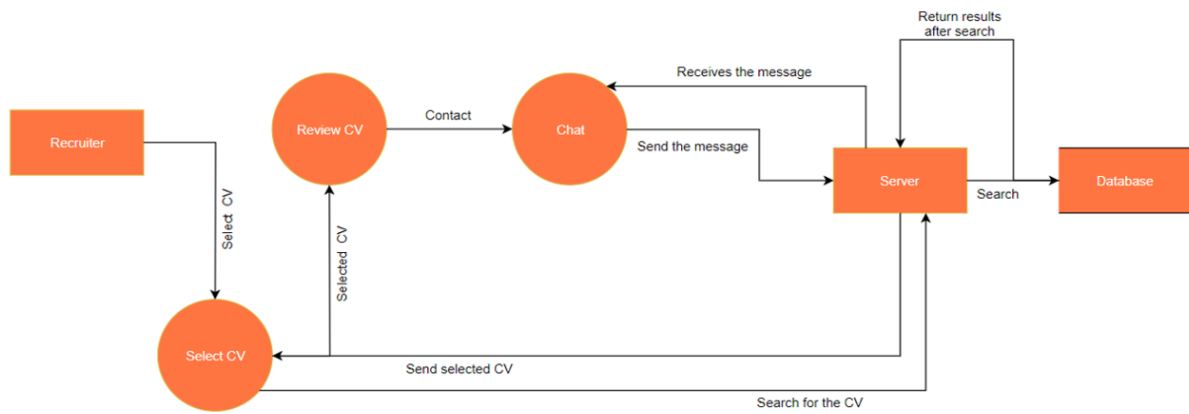 Return results
after search
Receives the message
Contact
Recruiter
Review CV
Chat
Send the message
Server
Search
Database
Select CV
Selected CV
Select CV
Send selected CV
Search for the CV